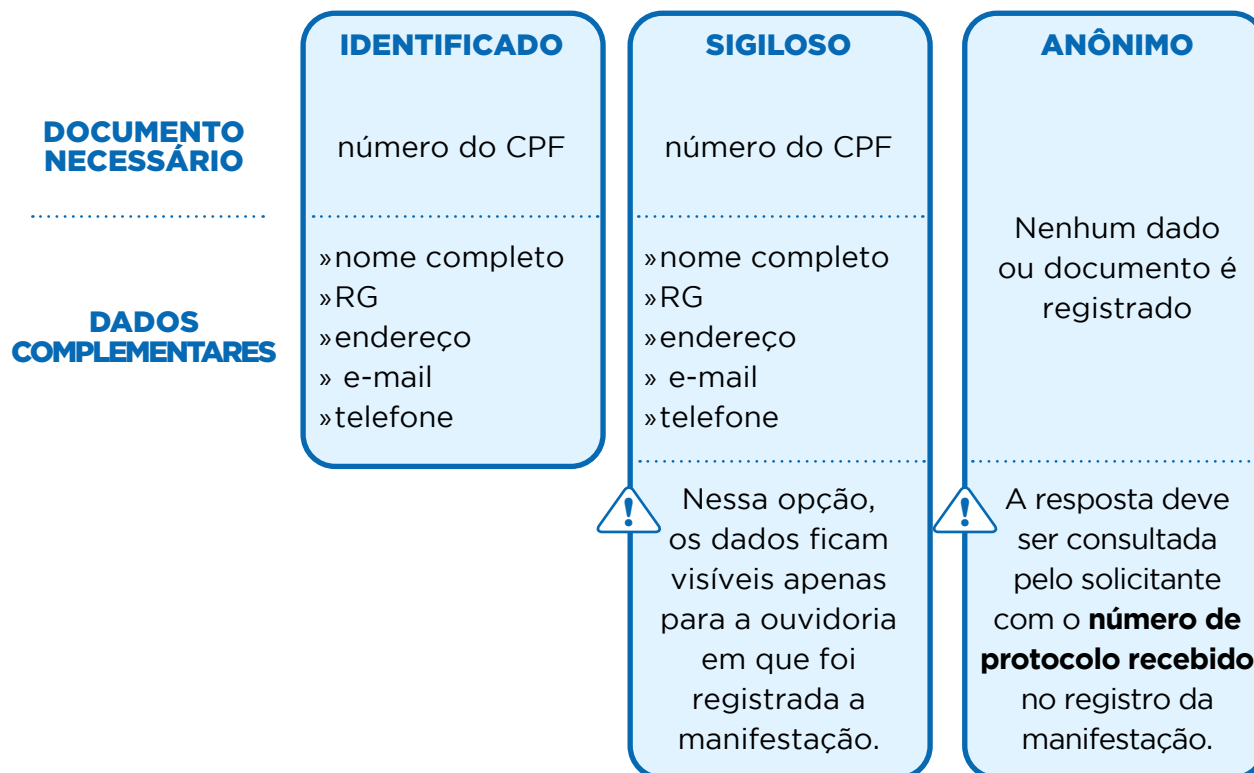 IDENTIFICADO
SIGILOSO
ANÔNIMO
DOCUMENTO
NECESSÁRIO
número do CPF
número do CPF
DADOS
COMPLEMENTARES
»nome completo
»RG
»endereço
» e-mail
»telefone
»nome completo
»RG
»endereço
» e-mail
»telefone
Nenhum dado
ou documento é
registrado
!
Nessa opção,
os dados ficam
visíveis apenas
para a ouvidoria
em que foi
registrada a
manifestação.
!
A resposta deve
ser consultada
pelo solicitante
com o número de
protocolo recebido
no registro da
manifestação.